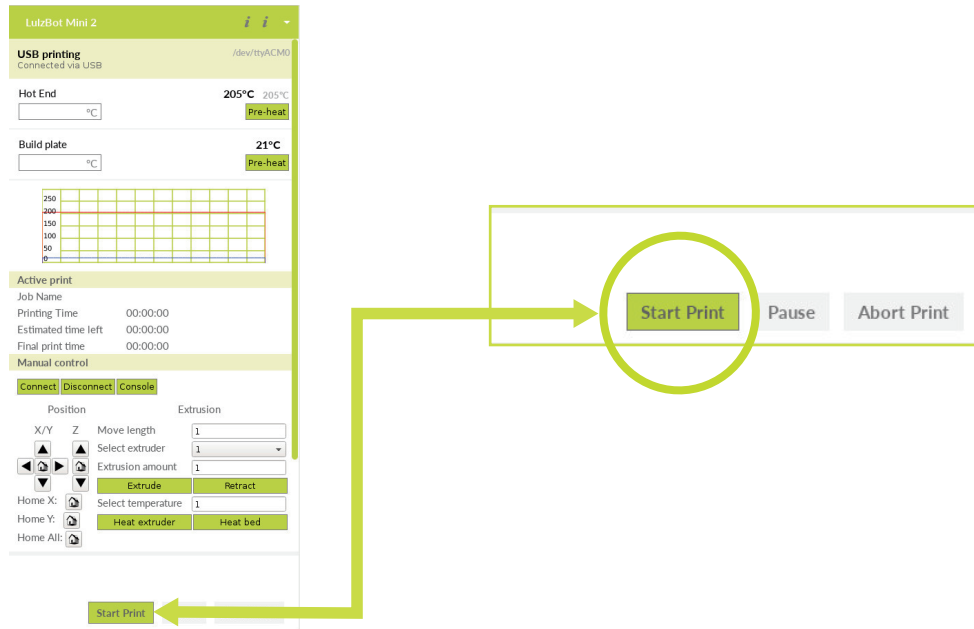 LulzBot Mini 2 i i
USB printing /dev/ttyACM0
Connected via USB
Hot End 205°C 205°C
°C Pre-heat
Build plate 21°C
°C Pre-heat
250
200
150
100
50
0
Active print
Job Name
Printing Time 00:00:00
Estimated time left 00:00:00
Final print time 00:00:00
Manual control
Connect Disconnect Console
Position Extrusion
X/Y Z Move length 1
Select extruder 1
Extrusion amount 1
Extrude Retract
Home X: Select temperature 1
Home Y: Heat extruder Heat bed
Home All:
Start Print
Start Print Pause Abort Print